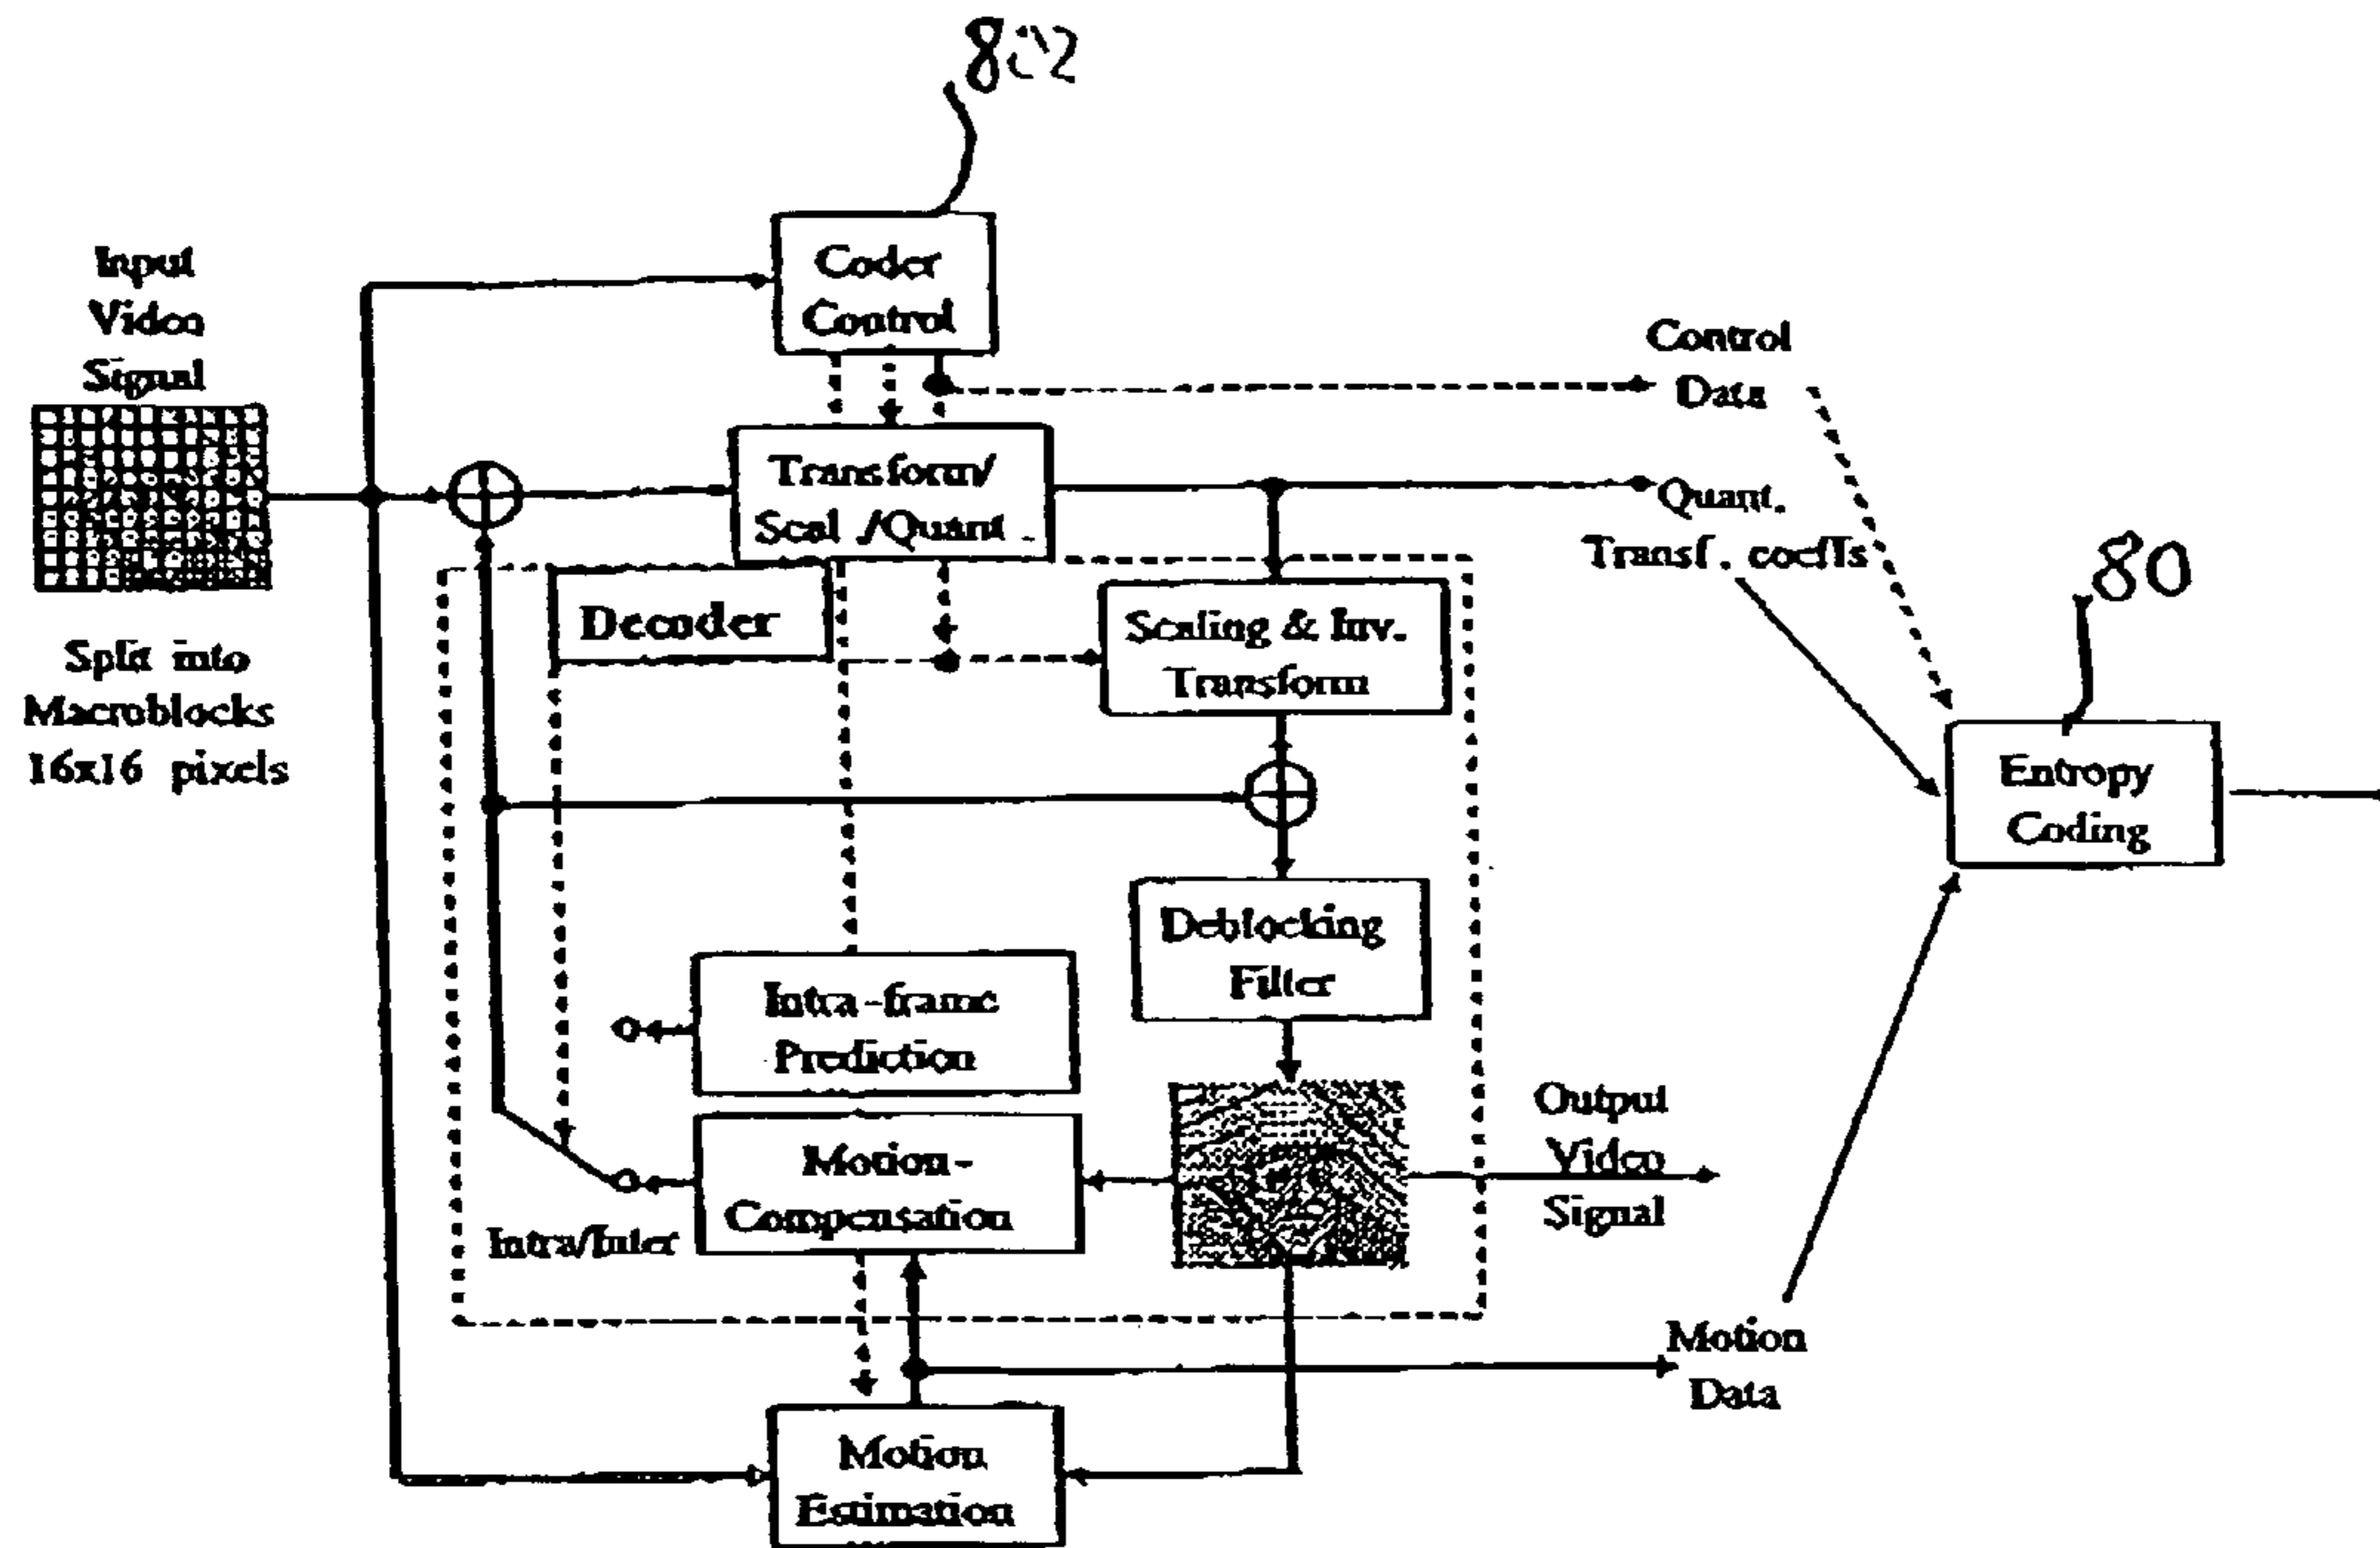 802
Input
Video
Signal
Split into
Macroblocks
16x16 pixels
Coder
Control
Transform/
Scal./Quant.
Decoder
Scaling & Inv.
Transform
Deblocking
Filter
Intra-frame
Prediction
Motion-
Compensation
Intra/Inter
Motion
Estimation
Control
Data
Quant.
Transf. coeffs
80
Entropy
Coding
Output
Video
Signal
Motion
Data